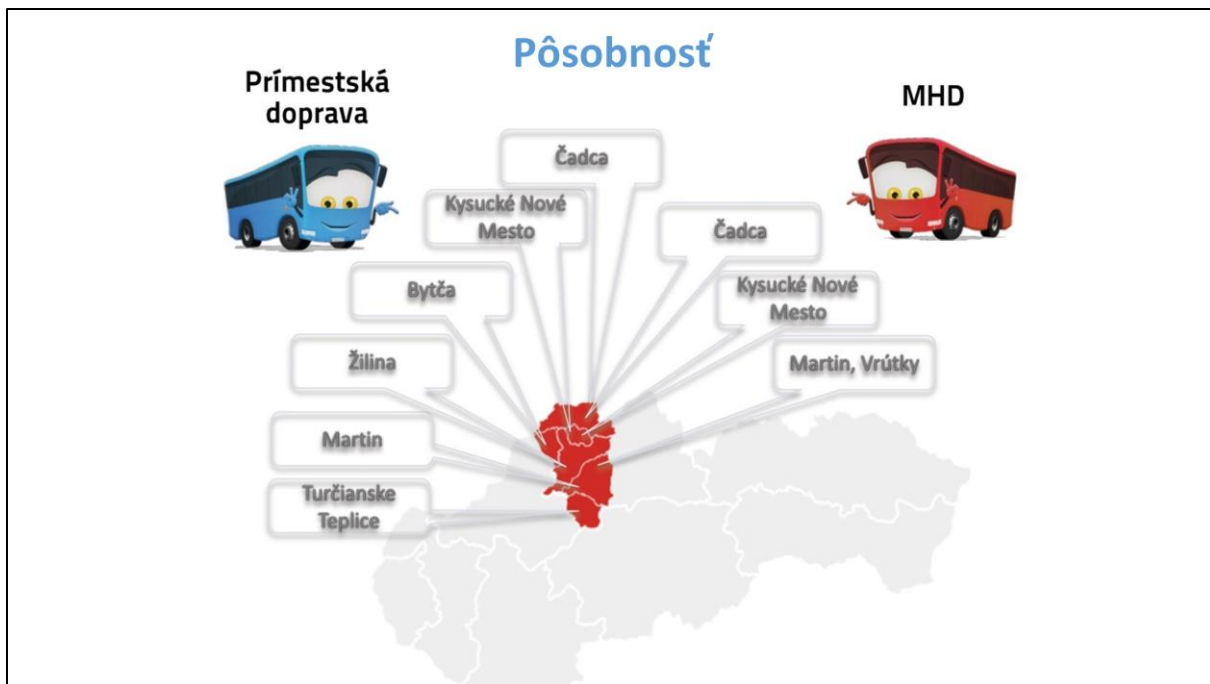 Pôsobnosť
Prímestská
doprava
MHD
Čadca
Kysucké Nové
Mesto
Čadca
Bytča
Kysucké Nové
Mesto
Žilina
Martin, Vrútky
Martin
Turčianske
Teplice